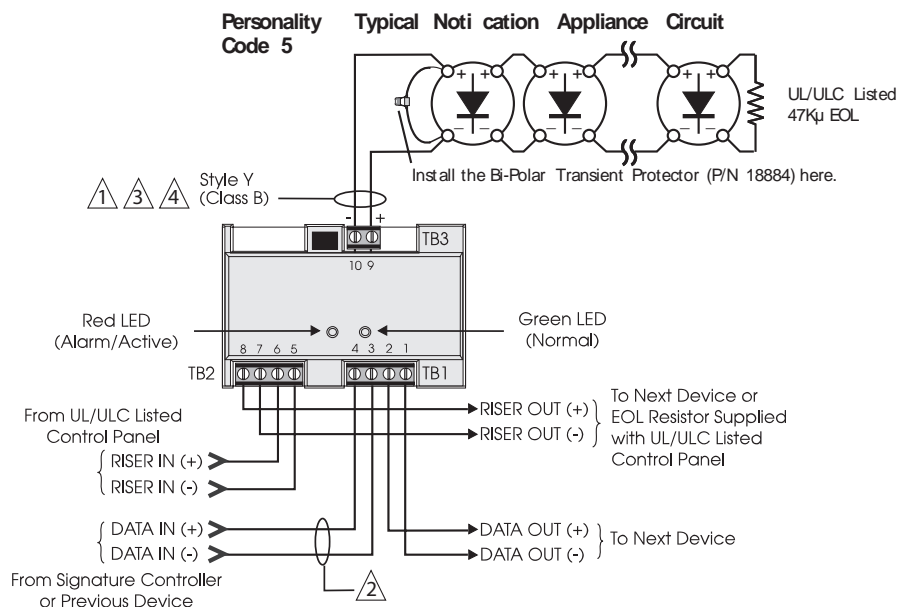 Personality Typical Noti cation Appliance Circuit
Code 5
+ + + + + +
UL/ULC Listed
47Kµ EOL
– – – – – –
Install the Bi-Polar Transient Protector (P/N 18884) here.
1 3 4
Style Y
(Class B)
- +
TB3
10 9
Red LED
(Alarm/Active)
Green LED
(Normal)
8 7 6 5 4 3 2 1
TB2 TB1
From UL/ULC Listed
Control Panel
RISER IN (+)
RISER IN (-)
RISER OUT (+)
RISER OUT (-)
To Next Device or
EOL Resistor Supplied
with UL/ULC Listed
Control Panel
DATA IN (+)
DATA IN (-)
DATA OUT (+)
DATA OUT (-)
To Next Device
From Signature Controller
or Previous Device
2